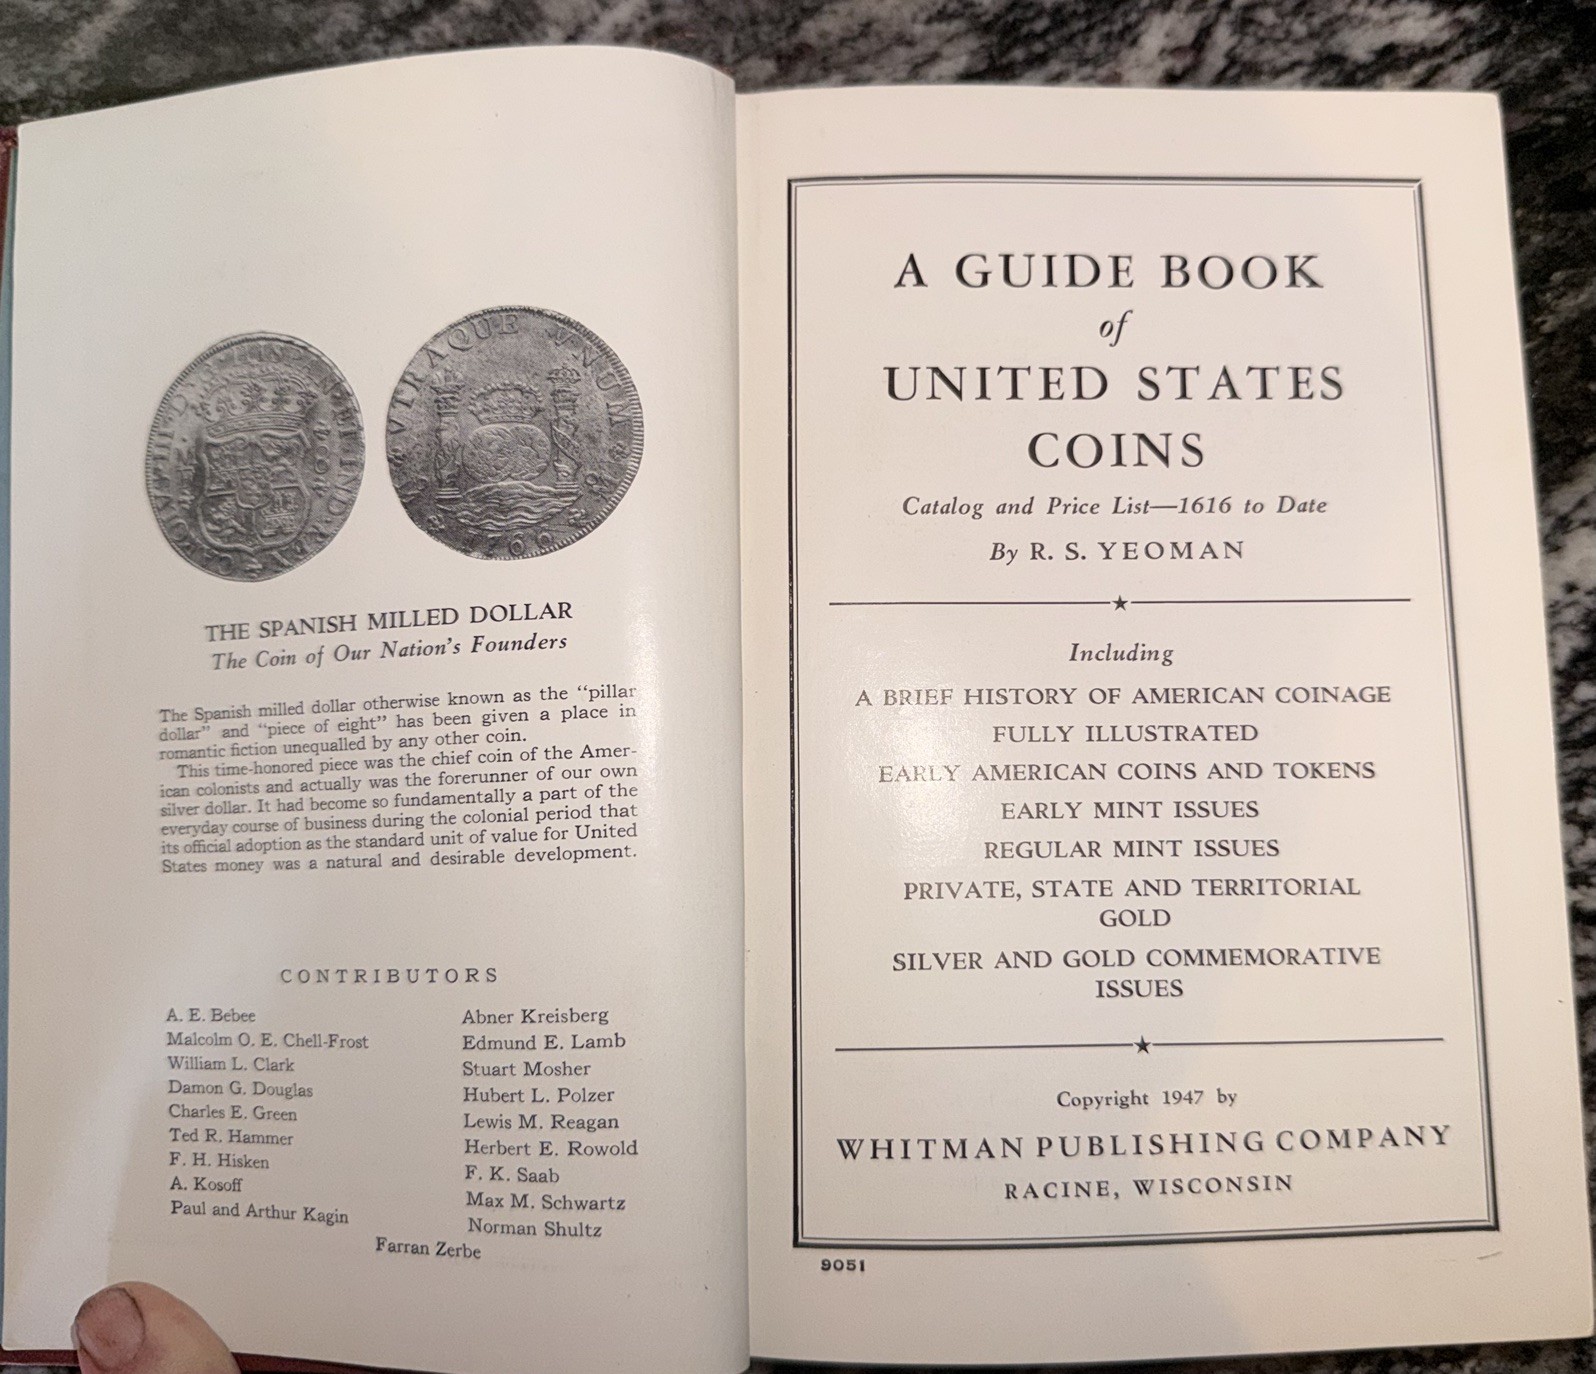 VTRAQUE VNUM
1760
THE SPANISH MILLED DOLLAR
The Coin of Our Nation's Founders
The Spanish milled dollar otherwise known as the "pillar
dollar" and "piece of eight" has been given a place in
romantic fiction unequalled by any other coin.
This time-honored piece was the chief coin of the Amer-
ican colonists and actually was the forerunner of our own
silver dollar. It had become so fundamentally a part of the
everyday course of business during the colonial period that
its official adoption as the standard unit of value for United
States money was a natural and desirable development.
CONTRIBUTORS
A. E. Bebee
Malcolm O. E. Chell-Frost
William L. Clark
Damon G. Douglas
Charles E. Green
Ted R. Hammer
F. H. Hisken
A. Kosoff
Paul and Arthur Kagin
Abner Kreisberg
Edmund E. Lamb
Stuart Mosher
Hubert L. Polzer
Lewis M. Reagan
Herbert E. Rowold
F. K. Saab
Max M. Schwartz
Norman Shultz
Farran Zerbe
A GUIDE BOOK
of
UNITED STATES
COINS
Catalog and Price List—1616 to Date
By R. S. YEOMAN
Including
A BRIEF HISTORY OF AMERICAN COINAGE
FULLY ILLUSTRATED
EARLY AMERICAN COINS AND TOKENS
EARLY MINT ISSUES
REGULAR MINT ISSUES
PRIVATE, STATE AND TERRITORIAL
GOLD
SILVER AND GOLD COMMEMORATIVE
ISSUES
Copyright 1947 by
WHITMAN PUBLISHING COMPANY
RACINE, WISCONSIN
9051